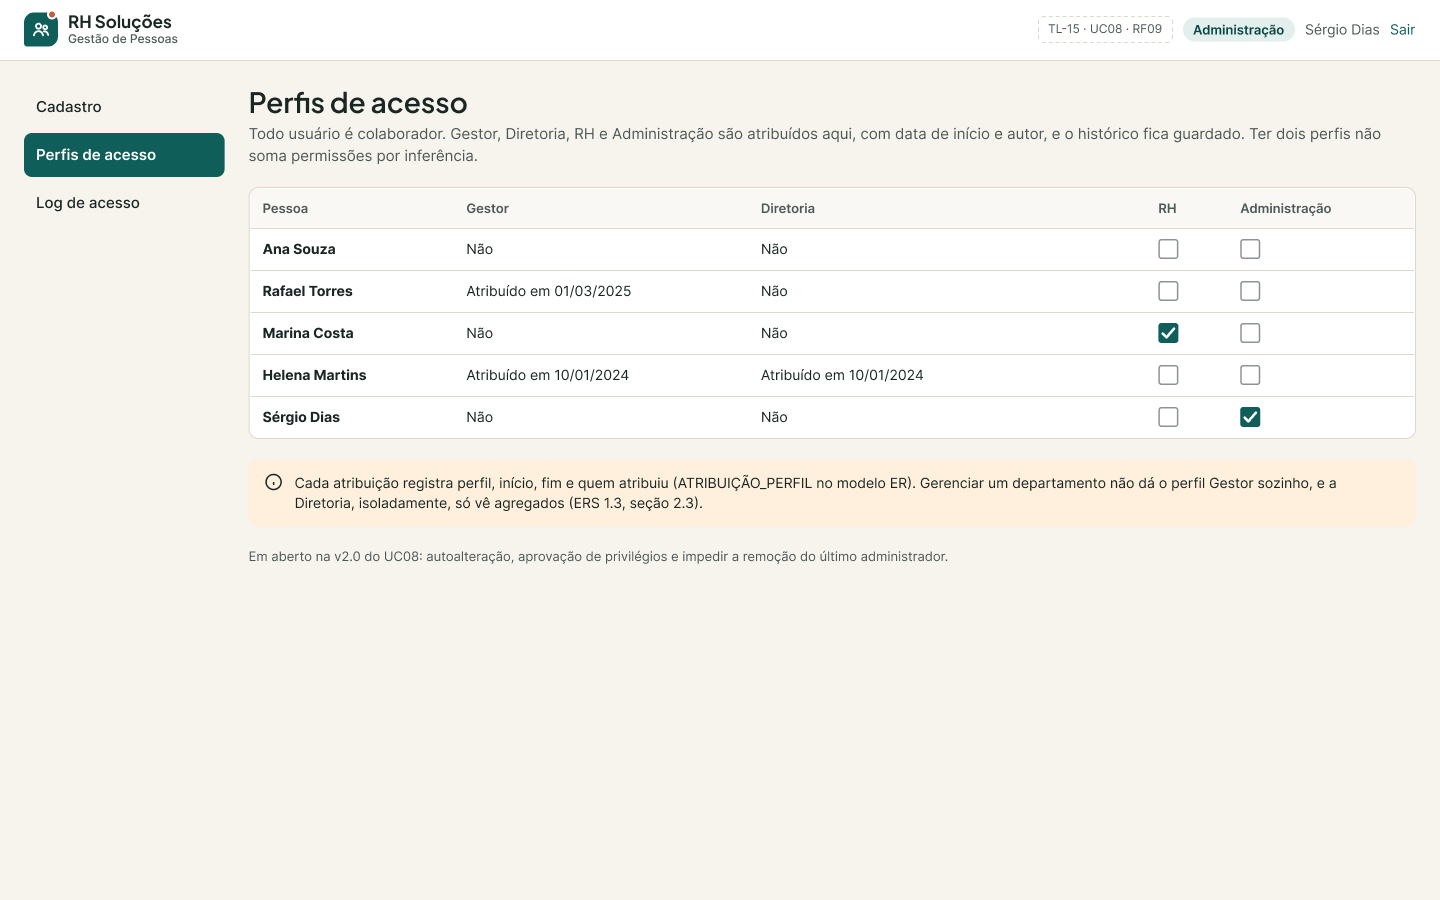 RH Soluções
Gestão de Pessoas
TL-15 · UC08 · RF09
Administração
Sérgio Dias
Sair
Cadastro
Perfis de acesso
Log de acesso
Perfis de acesso
Todo usuário é colaborador. Gestor, Diretoria, RH e Administração são atribuídos aqui, com data de início e autor, e o histórico fica guardado. Ter dois perfis não
soma permissões por inferência.
Pessoa Gestor Diretoria RH Administração
Ana Souza Não Não
Rafael Torres Atribuído em 01/03/2025 Não
Marina Costa Não Não
Helena Martins Atribuído em 10/01/2024 Atribuído em 10/01/2024
Sérgio Dias Não Não
Cada atribuição registra perfil, início, fim e quem atribuiu (ATRIBUIÇÃO_PERFIL no modelo ER). Gerenciar um departamento não dá o perfil Gestor sozinho, e a
Diretoria, isoladamente, só vê agregados (ERS 1.3, seção 2.3).
Em aberto na v2.0 do UC08: autoalteração, aprovação de privilégios e impedir a remoção do último administrador.